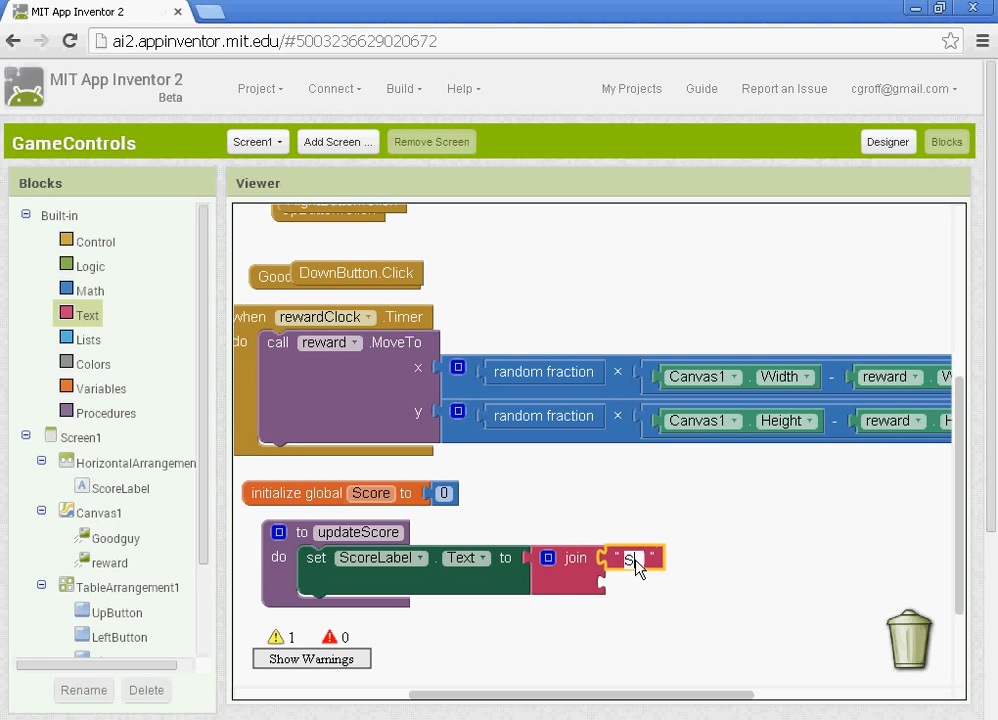 MIT App Inventor 2
ai2.appinventor.mit.edu/#5003236629020672
MIT App Inventor 2
Beta
Project
Connect
Build
Help
My Projects
Guide
Report an Issue
cgroff@gmail.com
GameControls
Screen1
Add Screen ...
Remove Screen
Designer
Blocks
Blocks
Viewer
Built-in
Control
Logic
Math
Text
Lists
Colors
Variables
Procedures
Screen1
HorizontalArrangemen
ScoreLabel
Canvas1
Goodguy
reward
TableArrangement1
UpButton
LeftButton
Rename
Delete
Good
DownButton.Click
when rewardClock .Timer
do call reward .MoveTo
x random fraction × Canvas1 . Width - reward .
y random fraction × Canvas1 . Height - reward .
initialize global Score to 0
to updateScore
do set ScoreLabel . Text to join " S "
1 0
Show Warnings